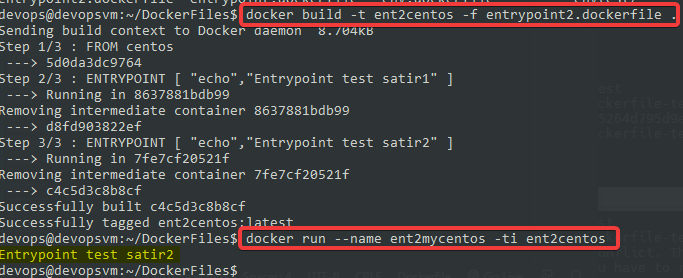 devops@devopsvm:~/DockerFiles$ docker build -t ent2centos -f entrypoint2.dockerfile .
Sending build context to Docker daemon  8.704kB
Step 1/3 : FROM centos
 ---> 5d0da3dc9764
Step 2/3 : ENTRYPOINT [ "echo","Entrypoint test satir1" ]
 ---> Running in 8637881bdb99
Removing intermediate container 8637881bdb99
 ---> d8fd903822ef
Step 3/3 : ENTRYPOINT [ "echo","Entrypoint test satir2" ]
 ---> Running in 7fe7cf20521f
Removing intermediate container 7fe7cf20521f
 ---> c4c5d3c8b8cf
Successfully built c4c5d3c8b8cf
Successfully tagged ent2centos:latest
devops@devopsvm:~/DockerFiles$ docker run --name ent2mycentos -ti ent2centos
Entrypoint test satir2
devops@devopsvm:~/DockerFiles$